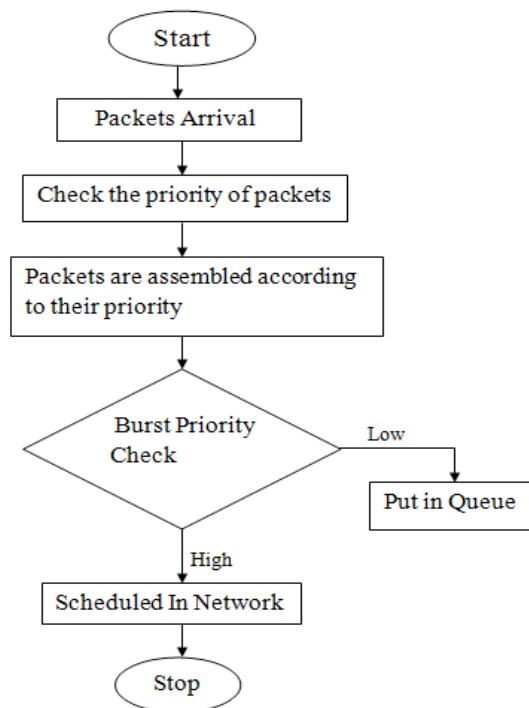 Start
Packets Arrival
Check the priority of packets
Packets are assembled according
to their priority
Burst Priority
Check
Low
Put in Queue
High
Scheduled In Network
Stop